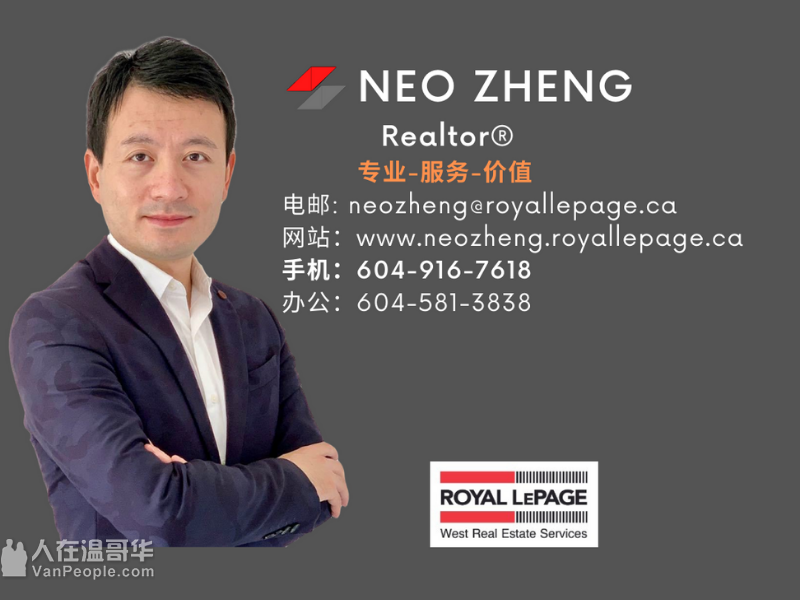 NEO ZHENG
Realtor®
专业-服务-价值
电邮: neozheng@royallepage.ca
网站：www.neozheng.royallepage.ca
手机：604-916-7618
办公：604-581-3838
ROYAL LEPAGE
West Real Estate Services
人在温哥华
VanPeople.com